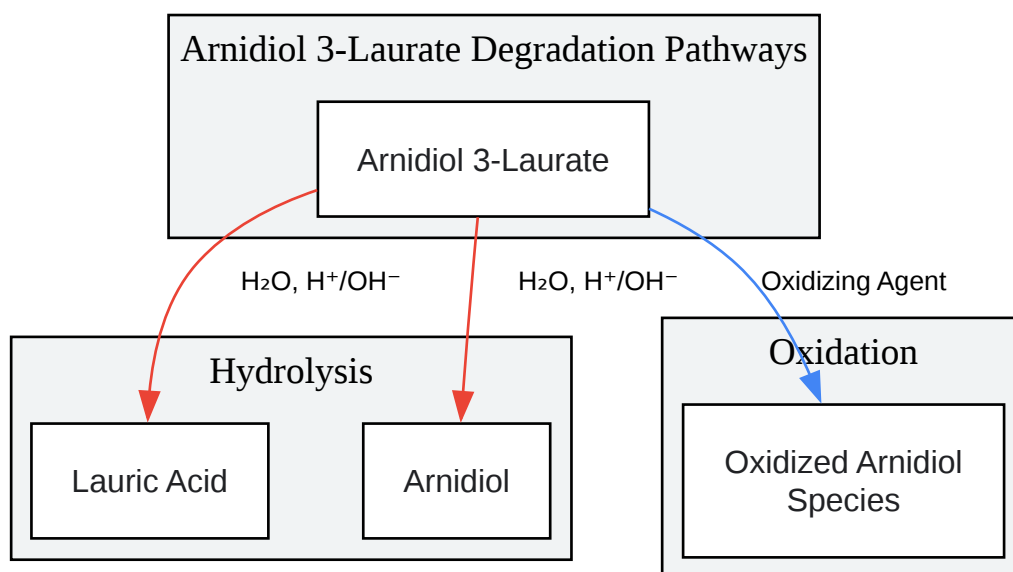 Arnidiol 3-Laurate Degradation Pathways
Arnidiol 3-Laurate
H₂O, H⁺/OH⁻
H₂O, H⁺/OH⁻
Oxidizing Agent
Hydrolysis
Oxidation
Lauric Acid
Arnidiol
Oxidized Arnidiol
Species